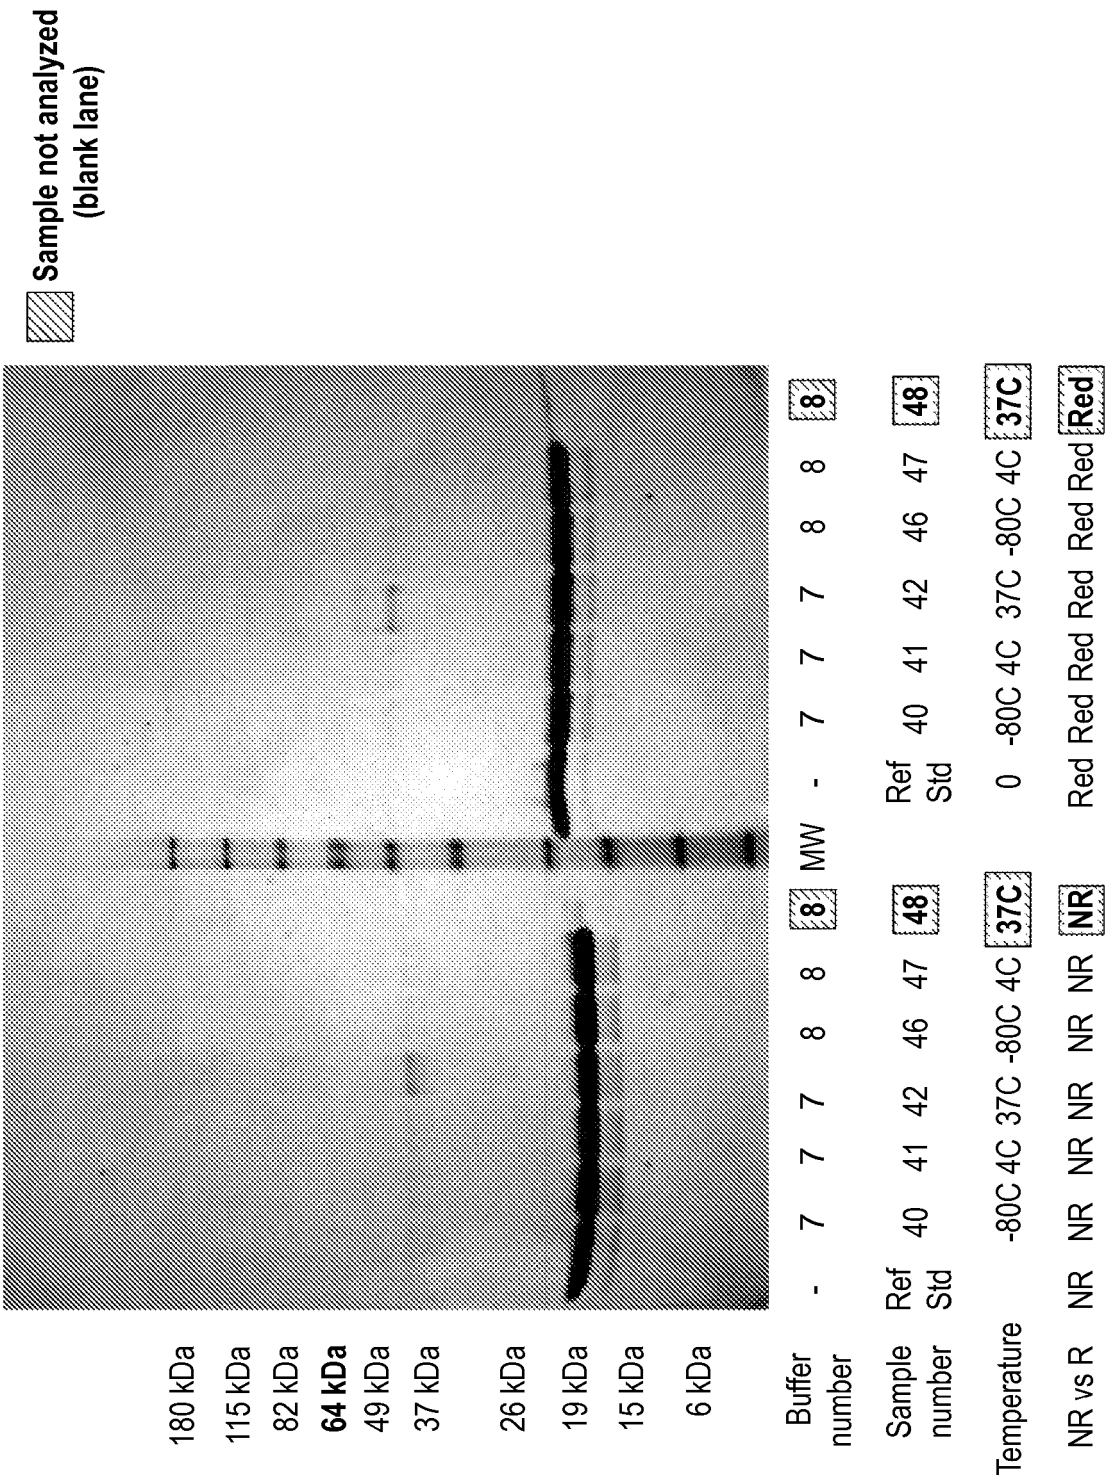 Sample not analyzed
(blank lane)
180 kDa
115 kDa
82 kDa
64 kDa
49 kDa
37 kDa
26 kDa
19 kDa
15 kDa
6 kDa
Buffer number - 7 7 7 8 8 8 MW - 7 7 7 8 8 8
Sample number Ref Std 40 41 42 46 47 48 Ref Std 40 41 42 46 47 48
Temperature -80C 4C 37C -80C 4C 37C 0 -80C 4C 37C -80C 4C 37C
NR vs R NR NR NR NR NR NR NR Red Red Red Red Red Red Red